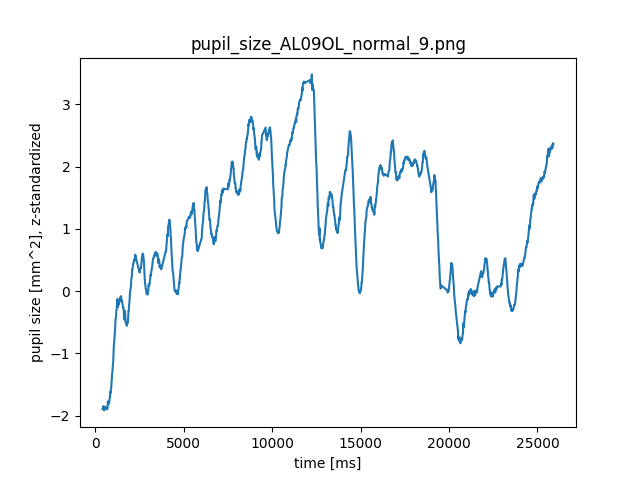 pupil_size_AL09OL_normal_9.png
pupil size [mm^2], z-standardized
3
2
1
0
−1
−2
0 5000 10000 15000 20000 25000
time [ms]